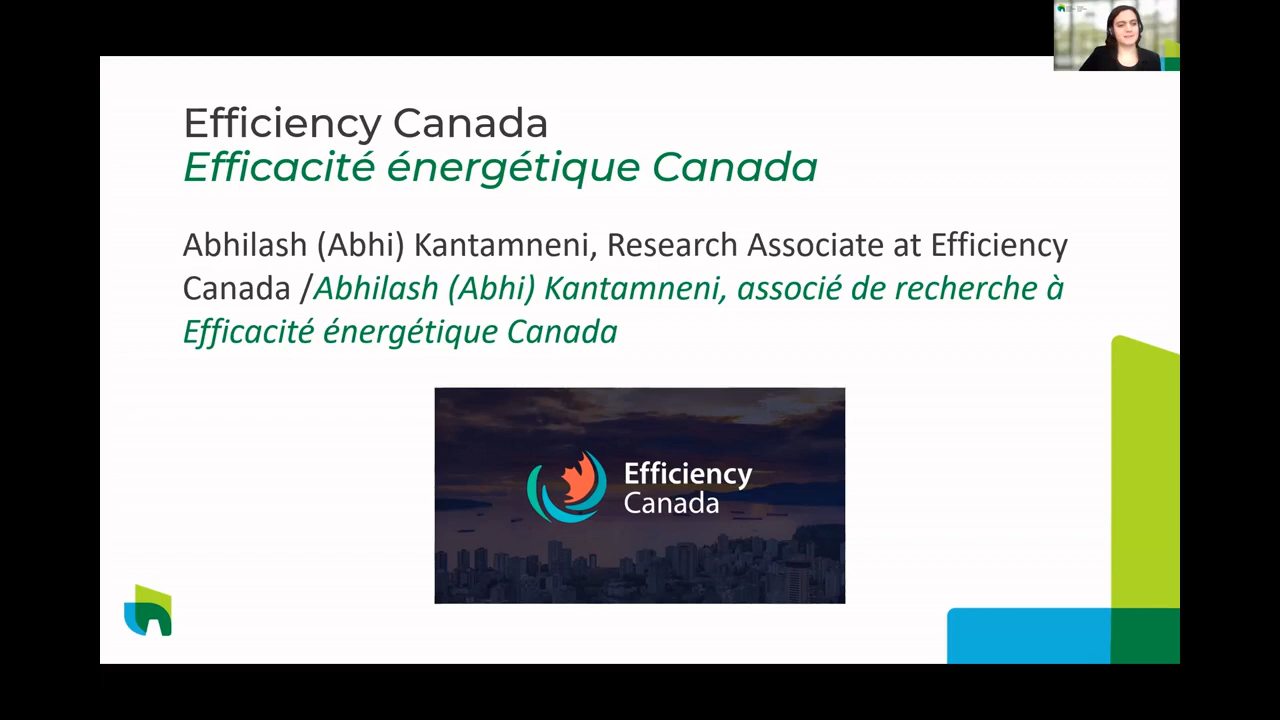 Efficiency Canada
Efficacité énergétique Canada
Abhilash (Abhi) Kantamneni, Research Associate at Efficiency
Canada /Abhilash (Abhi) Kantamneni, associé de recherche à
Efficacité énergétique Canada
Efficiency
Canada